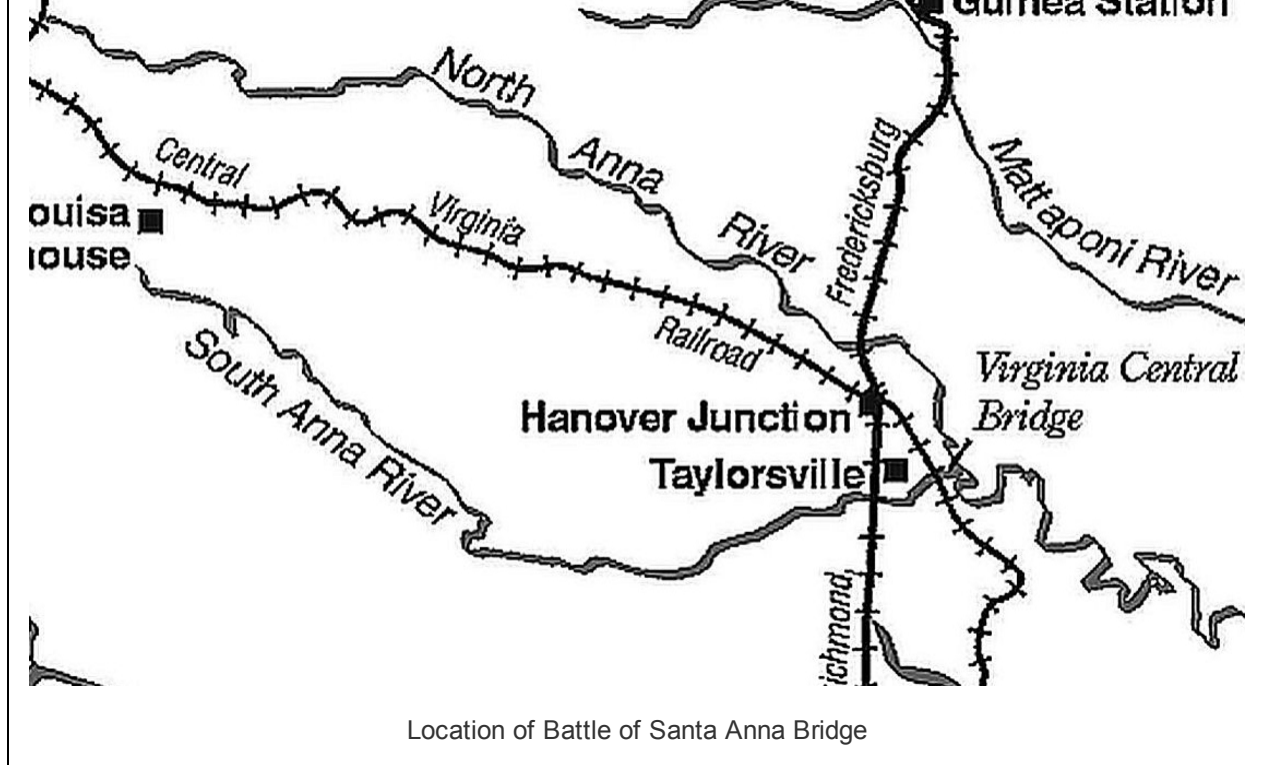 Guinea Station
North
Anna
River
Mattaponi River
Fredericksburg
Central
Virginia
Railroad
ouisa
house
South Anna River
Virginia Central
Bridge
Hanover Junction
Taylorsville
ichmond,
Location of Battle of Santa Anna Bridge